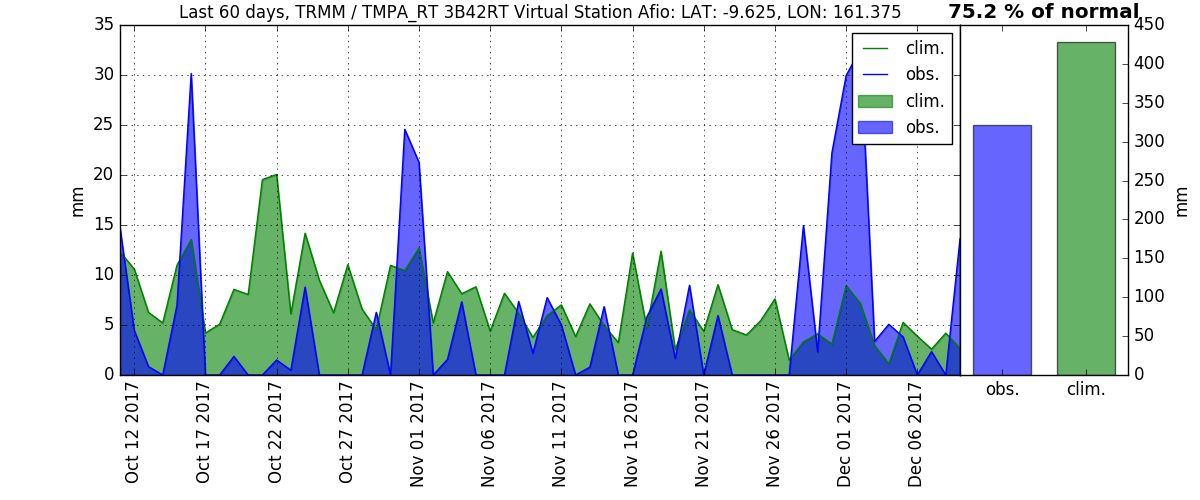 Last 60 days, TRMM / TMPA_RT 3B42RT Virtual Station Afio: LAT: -9.625, LON: 161.375
75.2 % of normal
35
30
25
20
15
10
5
0
mm
clim.
obs.
clim.
obs.
450
400
350
300
250
200
150
100
50
0
mm
Oct 12 2017
Oct 17 2017
Oct 22 2017
Oct 27 2017
Nov 01 2017
Nov 06 2017
Nov 11 2017
Nov 16 2017
Nov 21 2017
Nov 26 2017
Dec 01 2017
Dec 06 2017
obs.
clim.